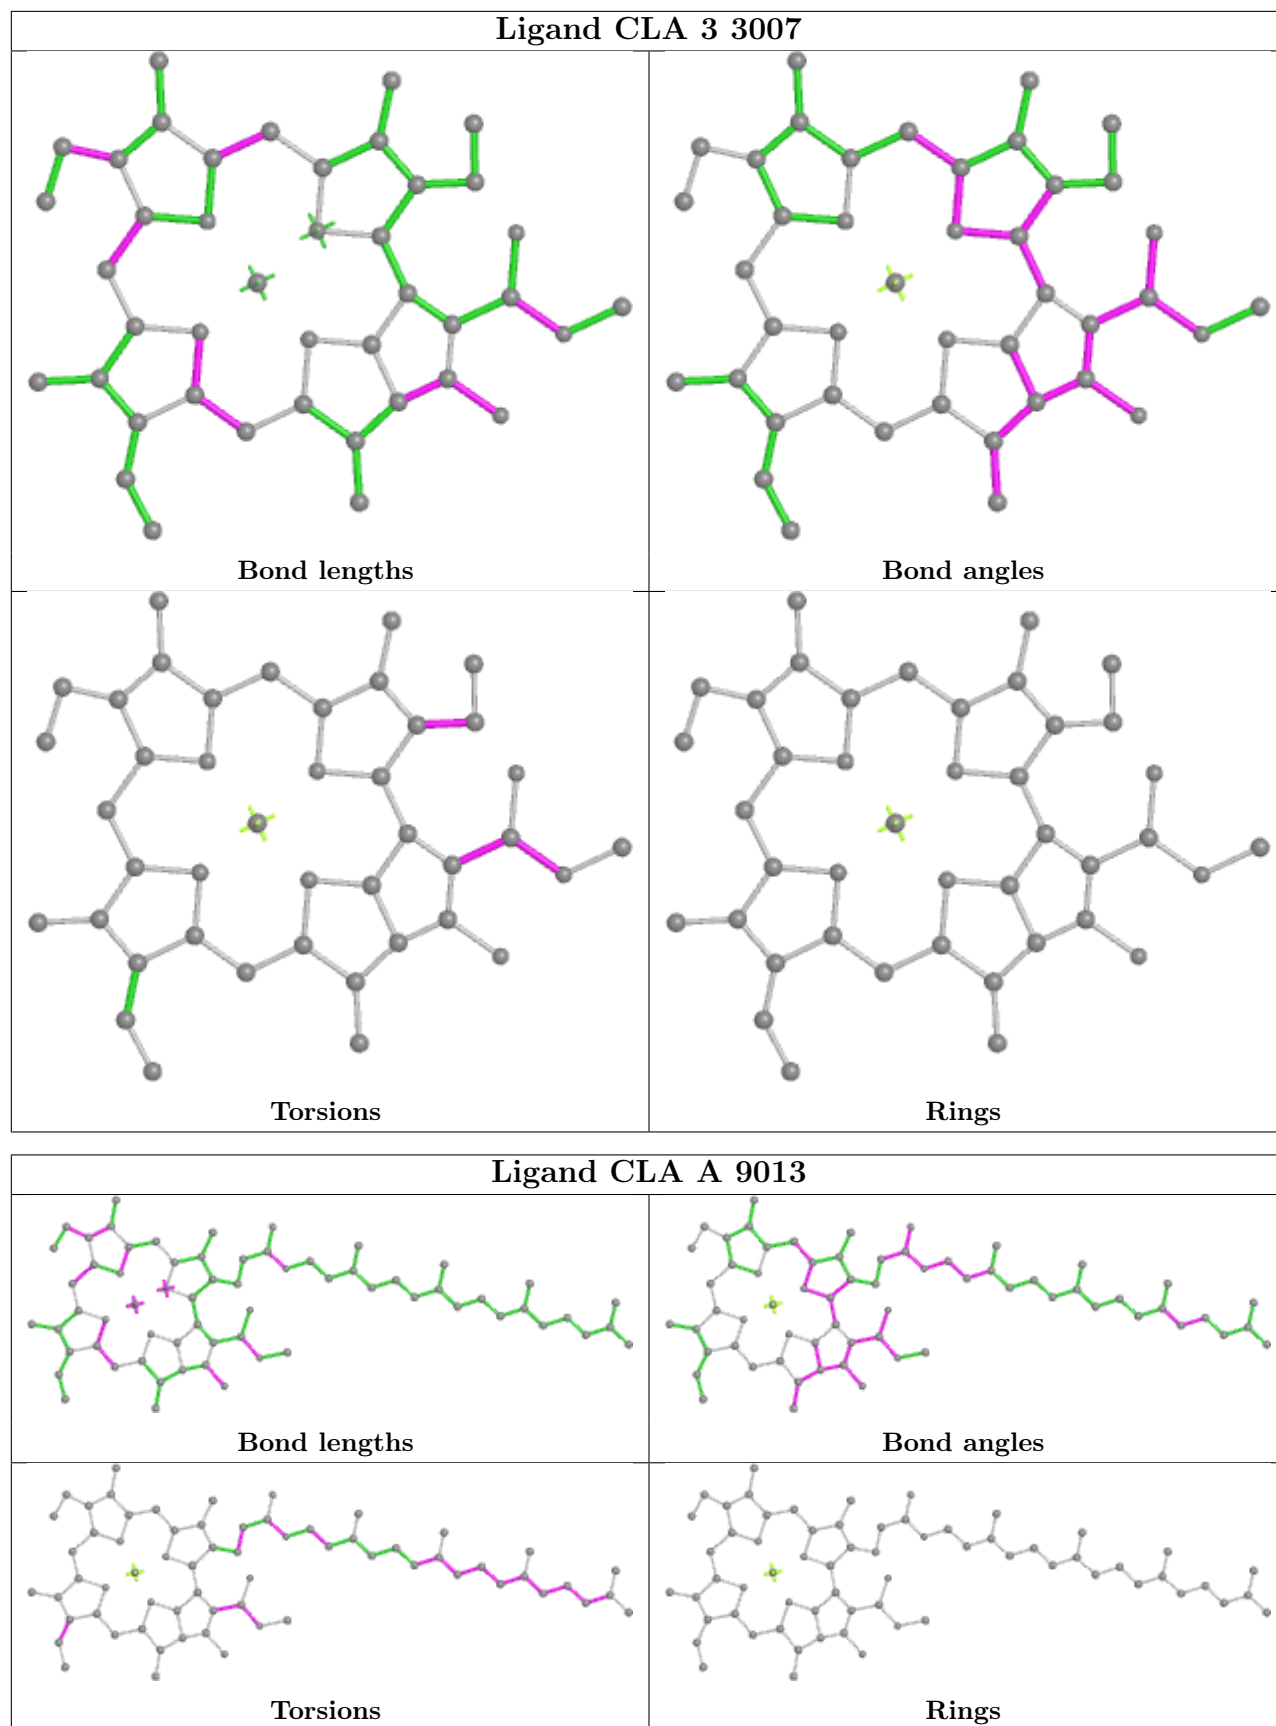 Ligand CLA 3 3007
Bond lengths
Bond angles
Torsions
Rings
Ligand CLA A 9013
Bond lengths
Bond angles
Torsions
Rings